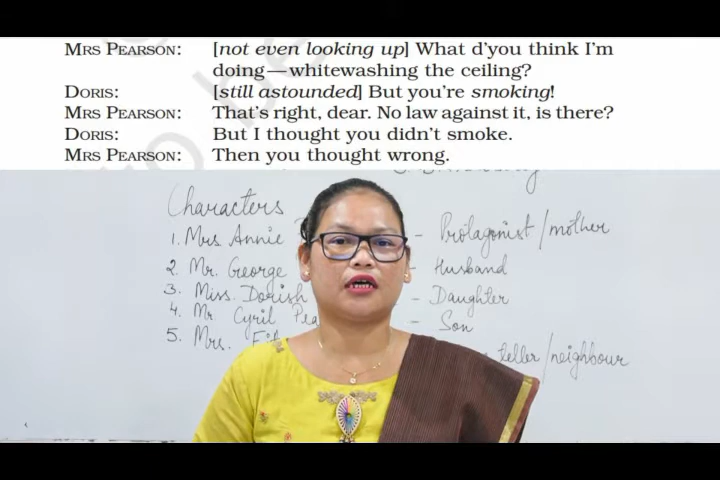 MRS PEARSON: [not even looking up] What d'you think I'm
doing—whitewashing the ceiling?
DORIS: [still astounded] But you're smoking!
MRS PEARSON: That's right, dear. No law against it, is there?
DORIS: But I thought you didn't smoke.
MRS PEARSON: Then you thought wrong.
Characters
1. Mrs. Annie - Protagonist/mother
2. Mr. George - Husband
3. Miss. Dorish - Daughter
4. Mr. Cyril Pea - Son
5. Mrs. Fit teller/neighbour